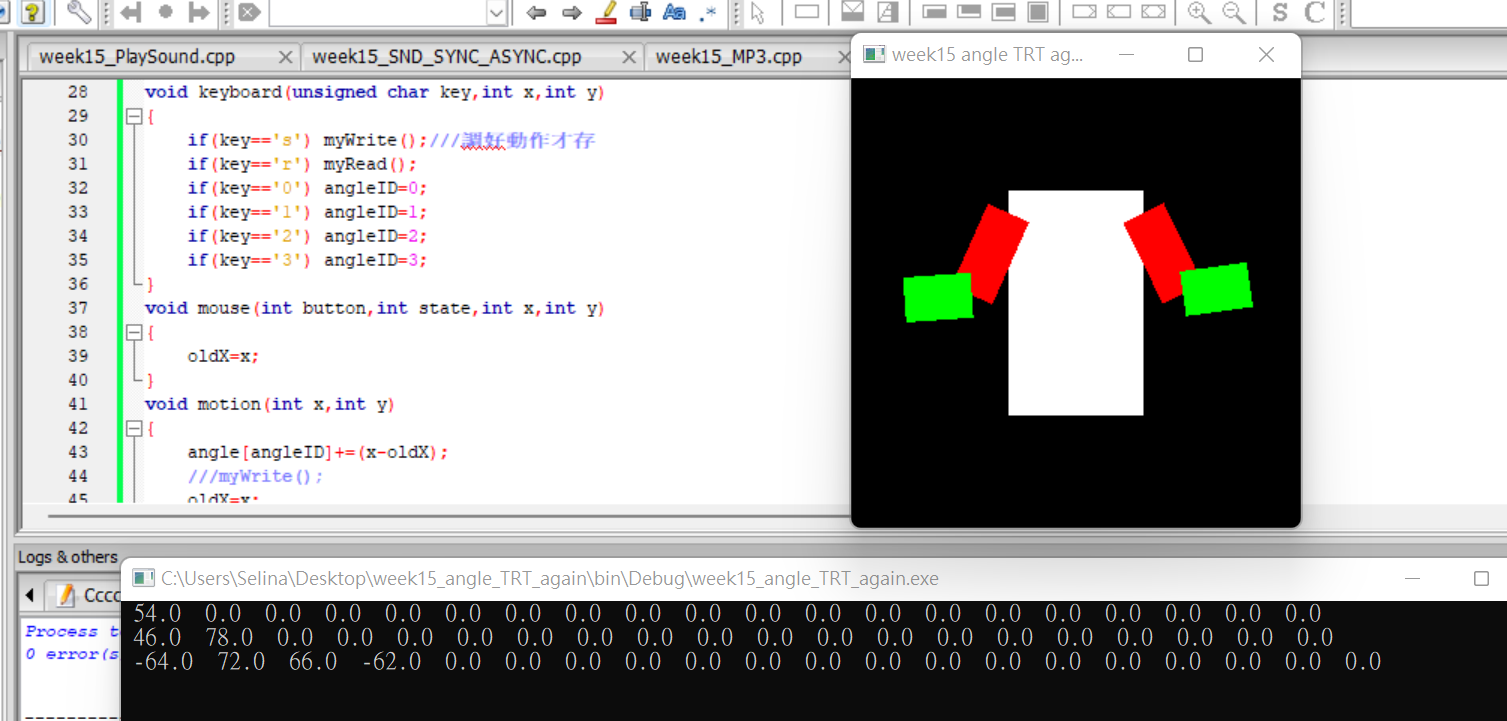 week15_PlaySound.cpp
week15_SND_SYNC_ASYNC.cpp
week15_MP3.cpp
28 void keyboard(unsigned char key,int x,int y)
29 {
30 if(key=='s') myWrite();///調好動作才存
31 if(key=='r') myRead();
32 if(key=='0') angleID=0;
33 if(key=='1') angleID=1;
34 if(key=='2') angleID=2;
35 if(key=='3') angleID=3;
36 }
37 void mouse(int button,int state,int x,int y)
38 {
39 oldX=x;
40 }
41 void motion(int x,int y)
42 {
43 angle[angleID]+=(x-oldX);
44 ///myWrite();
45 oldX=x;
week15 angle TRT ag...
Logs & others
Cccc
Process t
0 error(s
C:\Users\Selina\Desktop\week15_angle_TRT_again\bin\Debug\week15_angle_TRT_again.exe
54.0 0.0 0.0 0.0 0.0 0.0 0.0 0.0 0.0 0.0 0.0 0.0 0.0 0.0 0.0 0.0 0.0 0.0 0.0 0.0
46.0 78.0 0.0 0.0 0.0 0.0 0.0 0.0 0.0 0.0 0.0 0.0 0.0 0.0 0.0 0.0 0.0 0.0 0.0 0.0
-64.0 72.0 66.0 -62.0 0.0 0.0 0.0 0.0 0.0 0.0 0.0 0.0 0.0 0.0 0.0 0.0 0.0 0.0 0.0 0.0